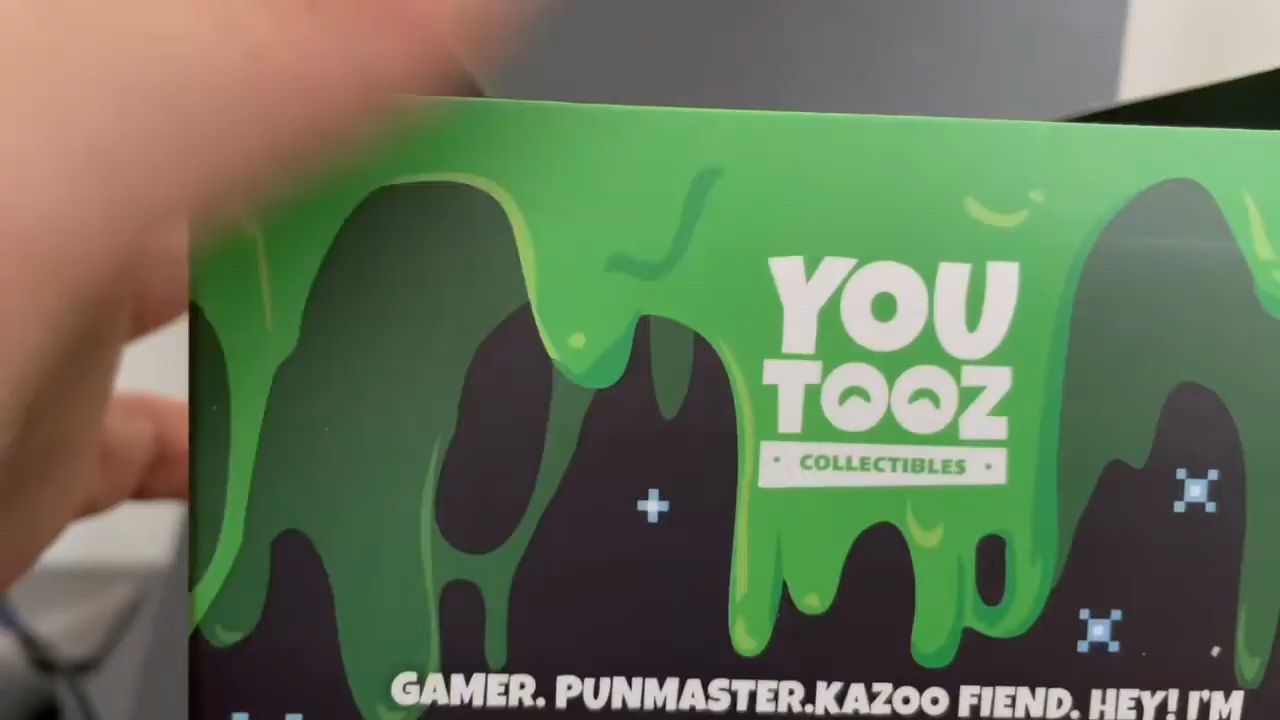 YOU
TOOZ
· COLLECTIBLES ·
GAMER. PUNMASTER.KAZOO FIEND. HEY! I'M